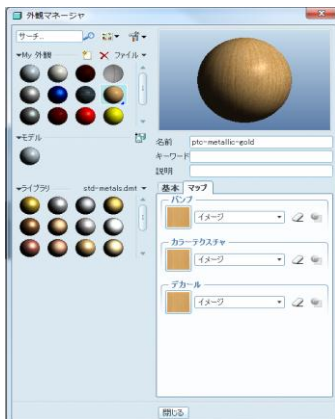 外観マネージャ
サーチ..
▼My 外観 ファイル▼
▼モデル
▼ライブラリ std-metals.dmt ▼
名前 ptc-metallic-gold
キーワード
説明
基本 マップ
バンプ
イメージ
カラーテクスチャ
イメージ
デカール
イメージ
閉じる